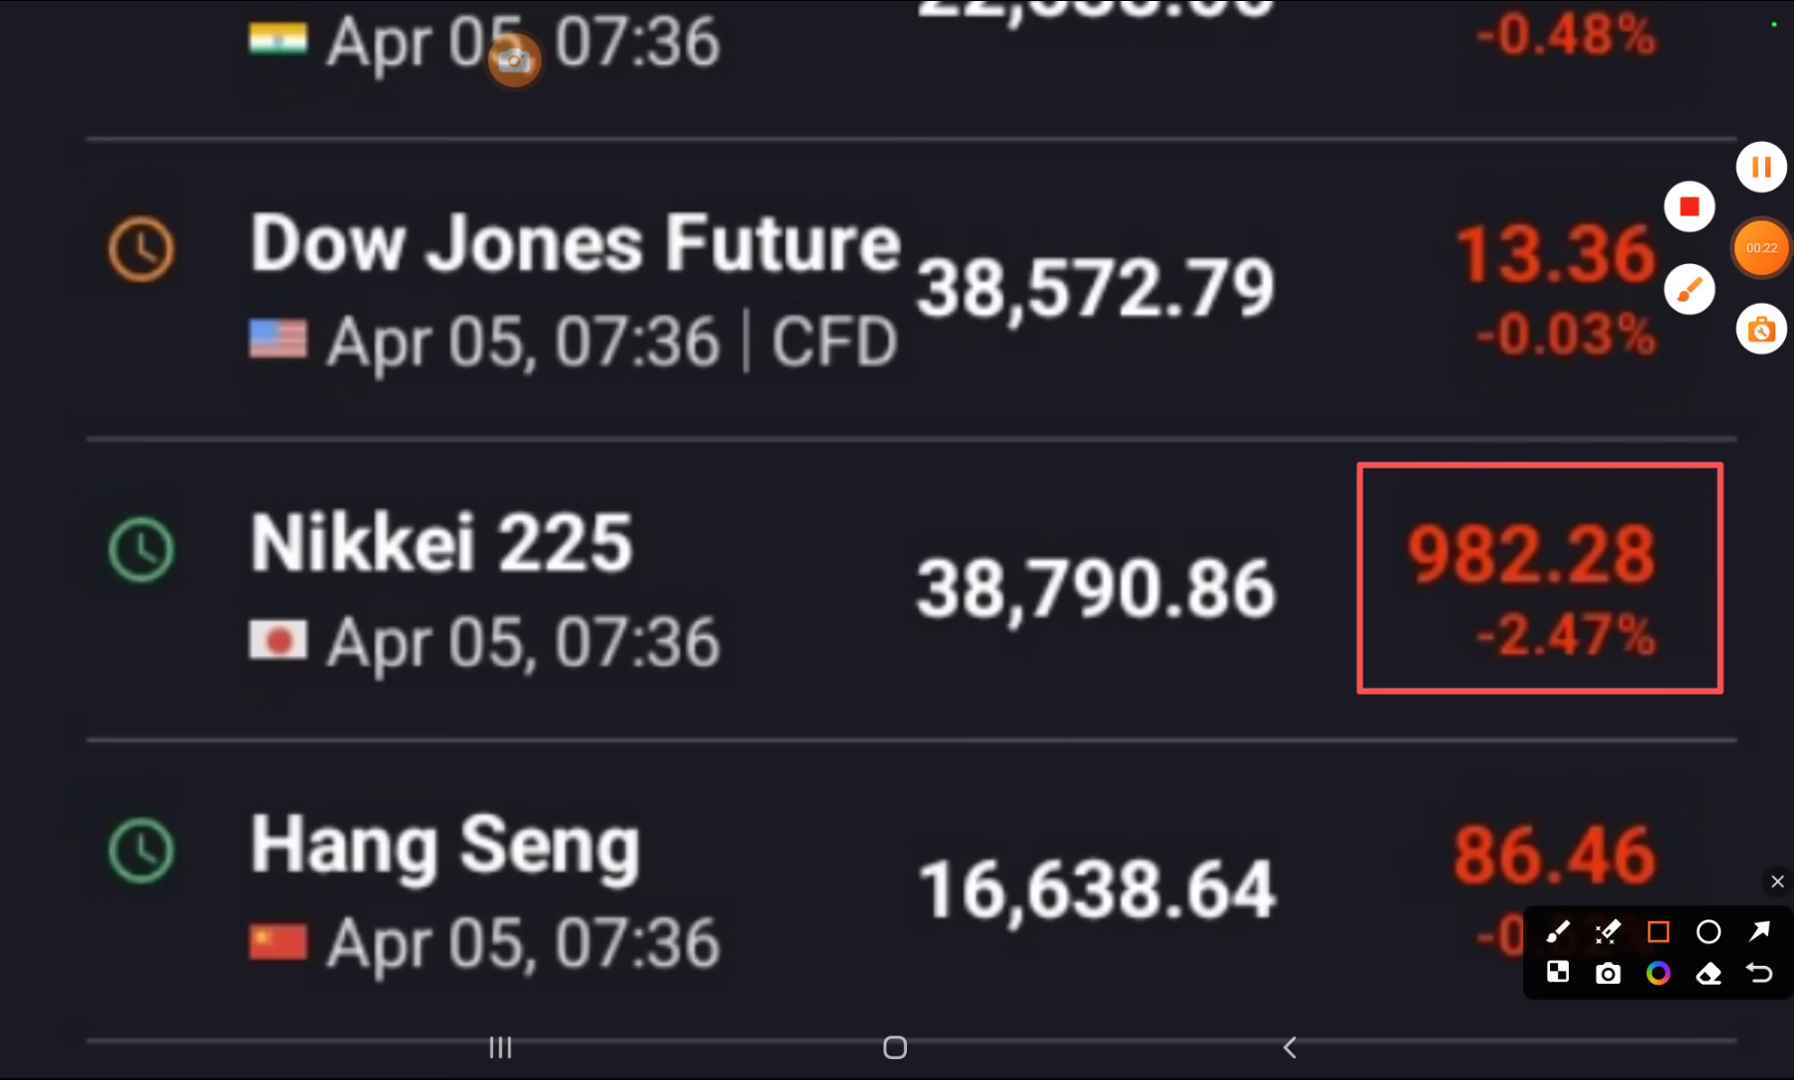 Apr 05, 07:36
-0.48%
Dow Jones Future
38,572.79
13.36
Apr 05, 07:36 | CFD
-0.03%
00:22
Nikkei 225
38,790.86
982.28
Apr 05, 07:36
-2.47%
Hang Seng
16,638.64
86.46
Apr 05, 07:36